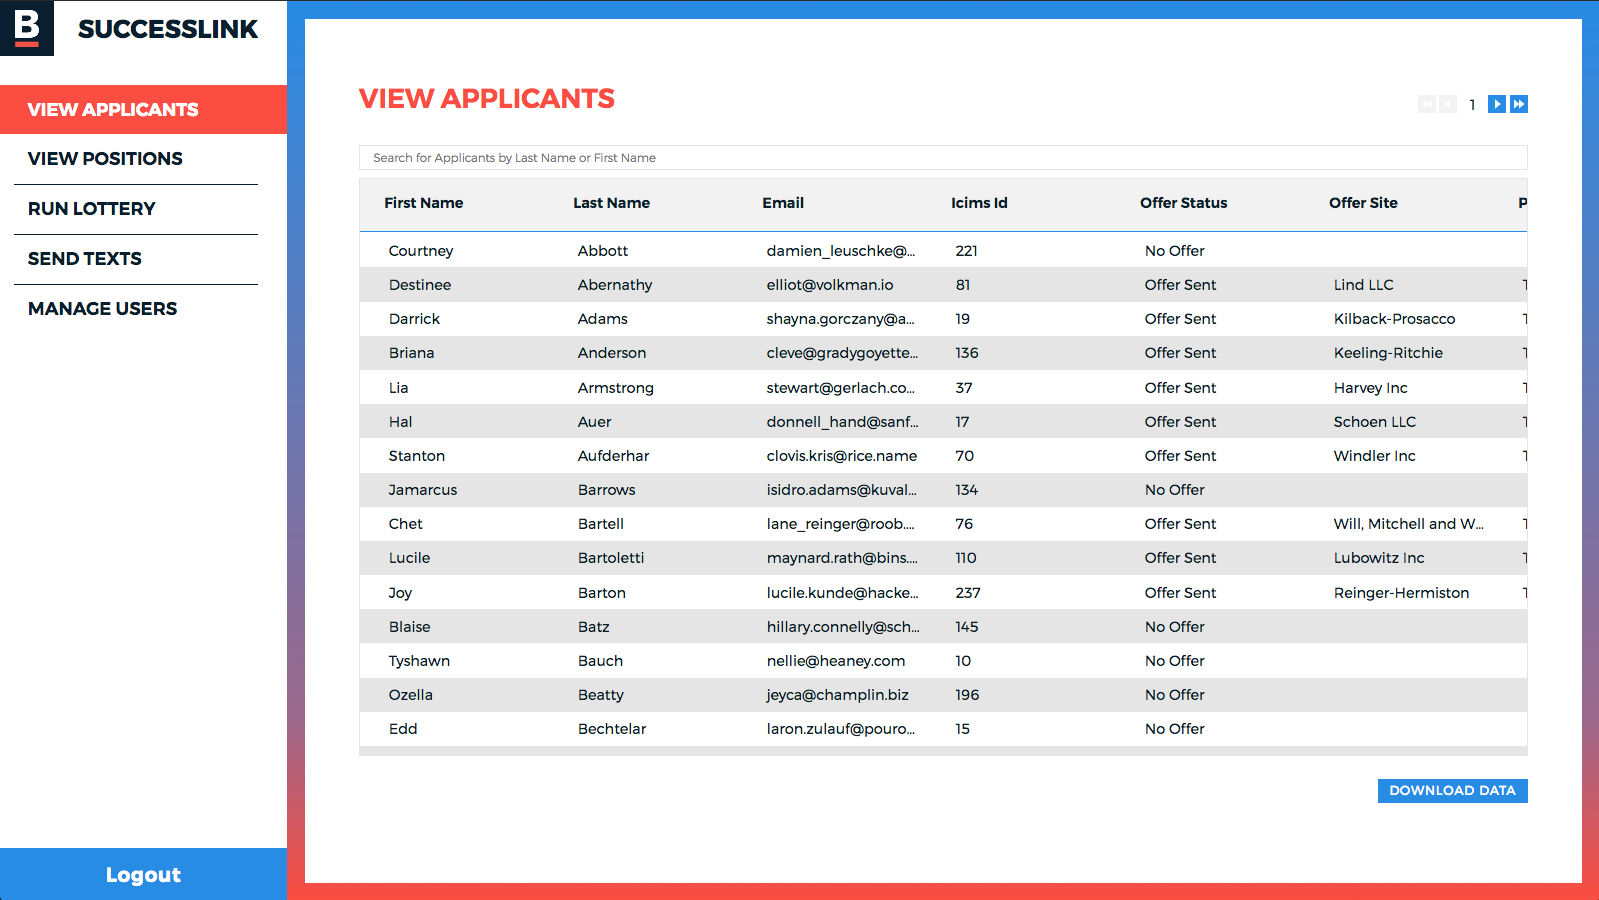 B SUCCESSLINK
VIEW APPLICANTS
VIEW POSITIONS
RUN LOTTERY
SEND TEXTS
MANAGE USERS
Logout
VIEW APPLICANTS
1
Search for Applicants by Last Name or First Name
First Name Last Name Email Icims Id Offer Status Offer Site P
Courtney Abbott damien_leuschke@... 221 No Offer
Destinee Abernathy elliot@volkman.io 81 Offer Sent Lind LLC
Darrick Adams shayna.gorczany@a... 19 Offer Sent Kilback-Prosacco
Briana Anderson cleve@gradygoyette... 136 Offer Sent Keeling-Ritchie
Lia Armstrong stewart@gerlach.co... 37 Offer Sent Harvey Inc
Hal Auer donnell_hand@sanf... 17 Offer Sent Schoen LLC
Stanton Aufderhar clovis.kris@rice.name 70 Offer Sent Windler Inc
Jamarcus Barrows isidro.adams@kuval... 134 No Offer
Chet Bartell lane_reinger@roob.... 76 Offer Sent Will, Mitchell and W...
Lucile Bartoletti maynard.rath@bins.... 110 Offer Sent Lubowitz Inc
Joy Barton lucile.kunde@hacke... 237 Offer Sent Reinger-Hermiston
Blaise Batz hillary.connelly@sch... 145 No Offer
Tyshawn Bauch nellie@heaney.com 10 No Offer
Ozella Beatty jeyca@champlin.biz 196 No Offer
Edd Bechtelar laron.zulauf@pouro... 15 No Offer
DOWNLOAD DATA